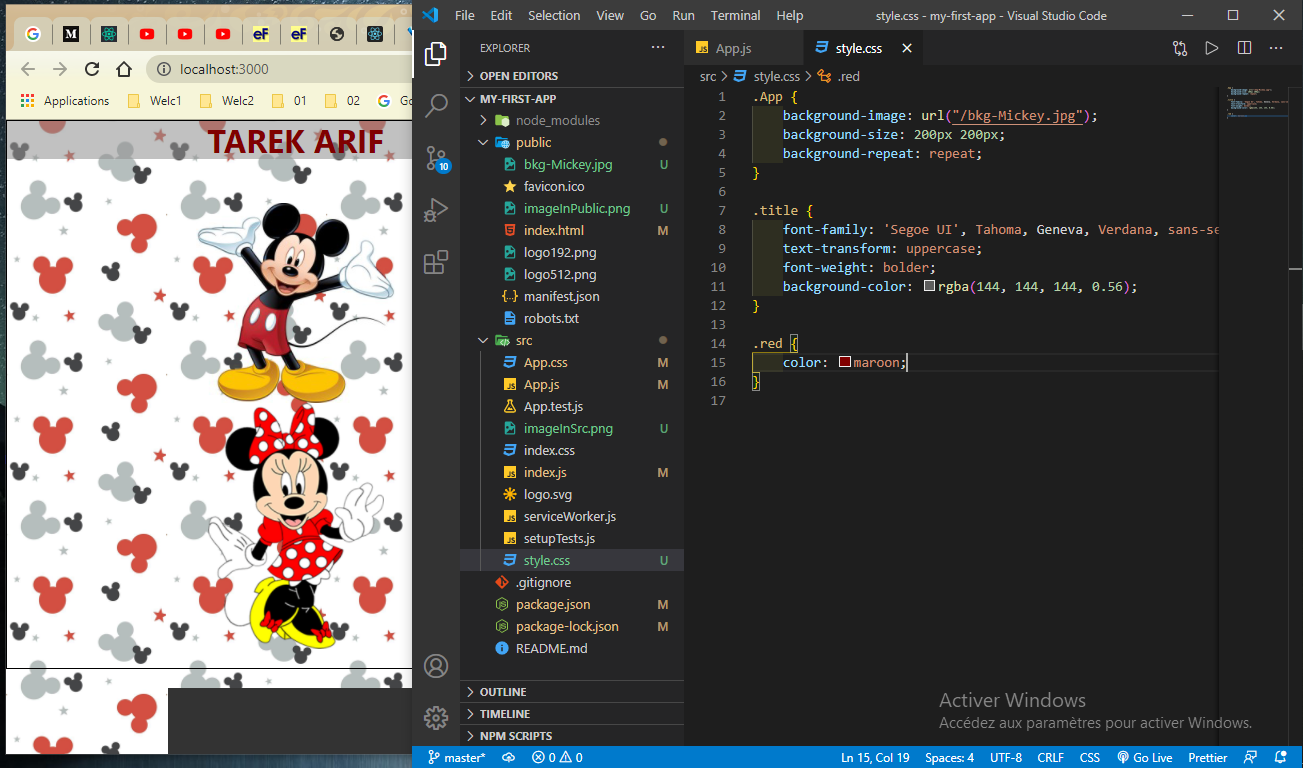 localhost:3000
Applications Welc1 Welc2 01 02 Go
TAREK ARIF
File Edit Selection View Go Run Terminal Help
style.css - my-first-app - Visual Studio Code
EXPLORER
OPEN EDITORS
MY-FIRST-APP
node_modules
public
bkg-Mickey.jpg U
favicon.ico
imageInPublic.png U
index.html M
logo192.png
logo512.png
manifest.json
robots.txt
src
App.css M
App.js M
App.test.js
imageInSrc.png U
index.css
index.js M
logo.svg
serviceWorker.js
setupTests.js
style.css U
.gitignore
package.json M
package-lock.json M
README.md
OUTLINE
TIMELINE
NPM SCRIPTS
10
App.js style.css
src > style.css > .red
1 .App {
2 background-image: url("/bkg-Mickey.jpg");
3 background-size: 200px 200px;
4 background-repeat: repeat;
5 }
6
7 .title {
8 font-family: 'Segoe UI', Tahoma, Geneva, Verdana, sans-se
9 text-transform: uppercase;
10 font-weight: bolder;
11 background-color: rgba(144, 144, 144, 0.56);
12 }
13
14 .red {
15 color: maroon;
16 }
17
Activer Windows
Accédez aux paramètres pour activer Windows.
master* 0 0 Ln 15, Col 19 Spaces: 4 UTF-8 CRLF CSS Go Live Prettier